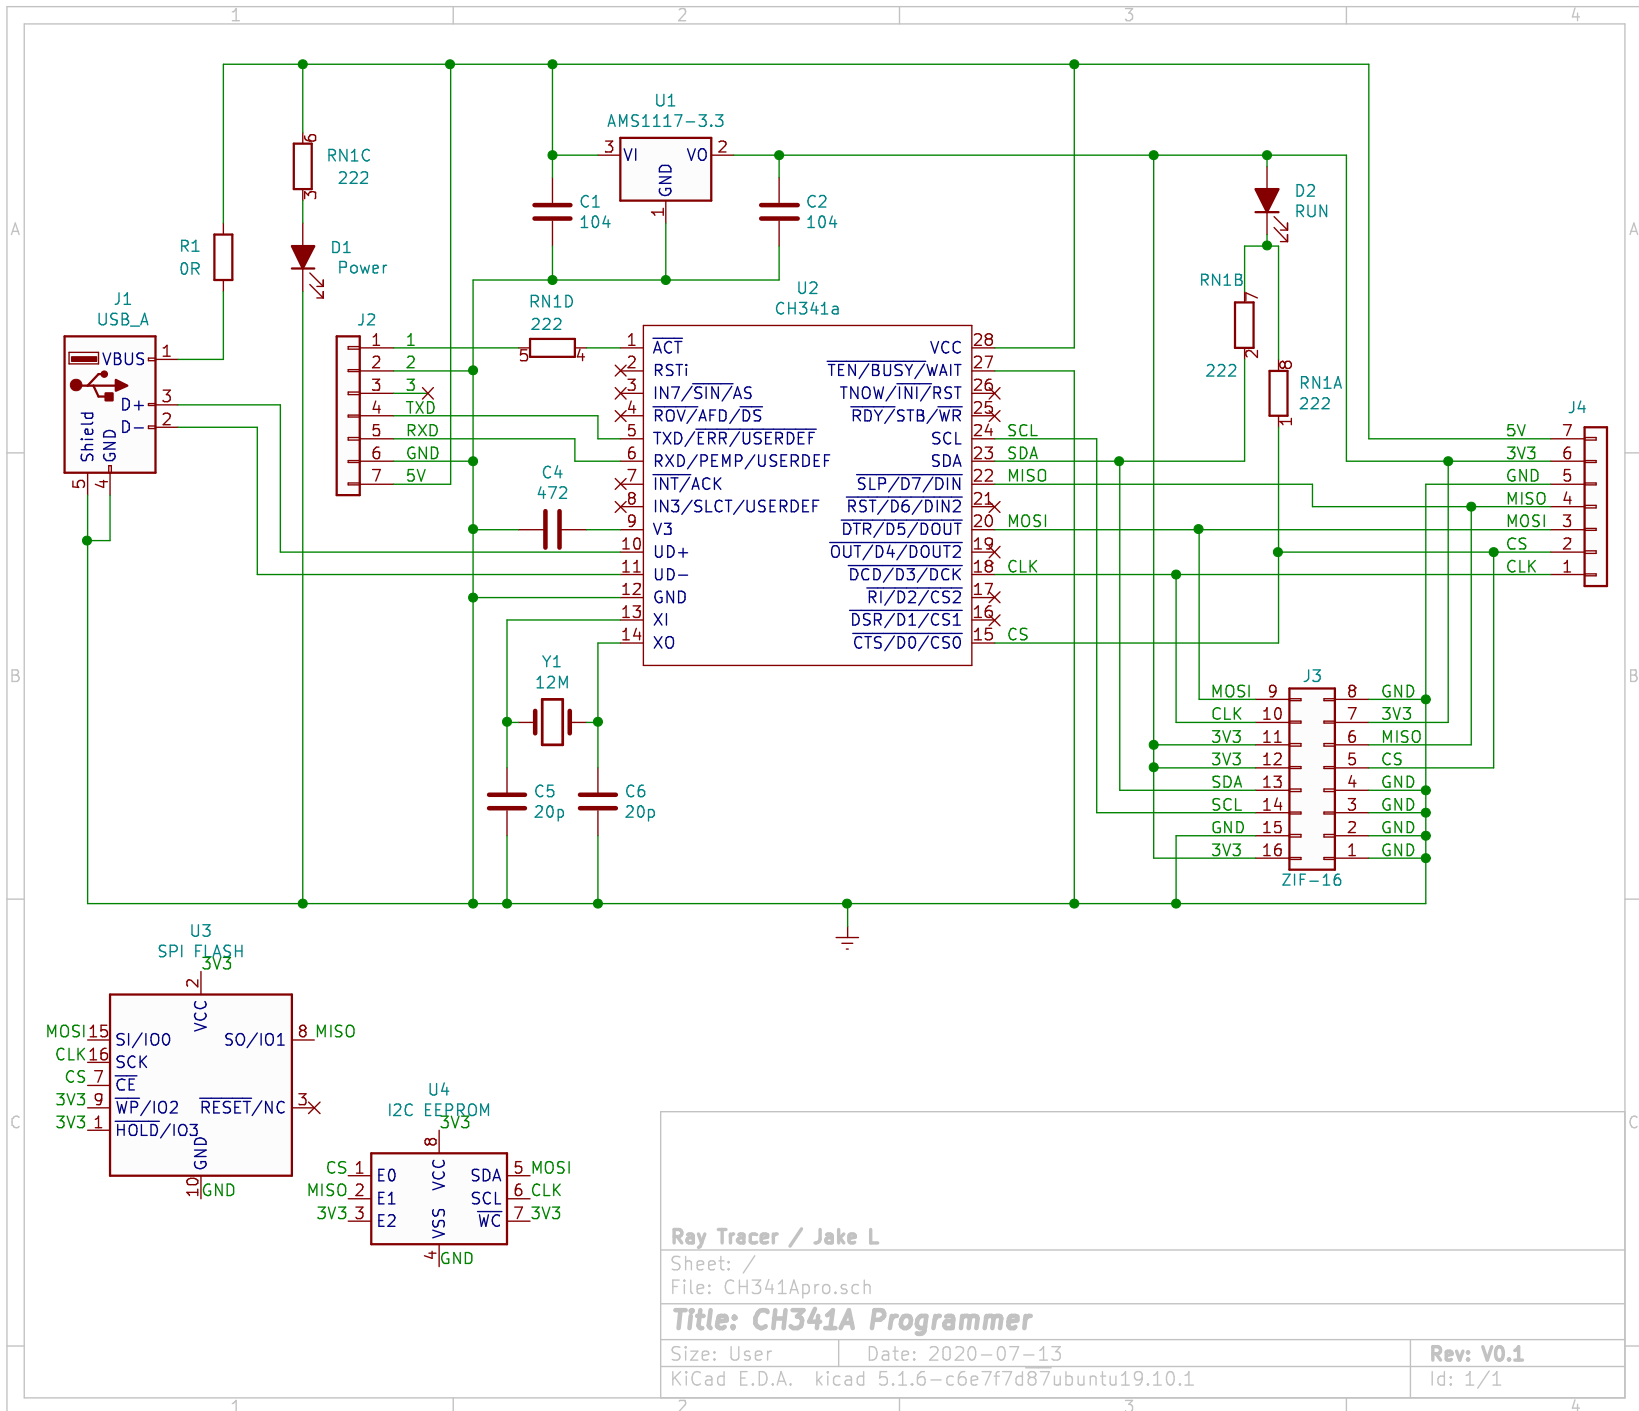 1 2 3 4
A A
B B
C C
R1
0R
RN1C
222
6
3
D1
Power
J1
USB_A
VBUS 1
D+ 3
D- 2
Shield
GND
5 4
J2
1 1
2 2
3 3
4 TXD
5 RXD
6 GND
7 5V
U1
AMS1117-3.3
3 VI VO 2
GND
1
C1
104
C2
104
RN1D
222
5 4
C4
472
U2
CH341a
1 ACT
2 RSTi
3 IN7/SIN/AS
4 ROV/AFD/DS
5 TXD/ERR/USERDEF
6 RXD/PEMP/USERDEF
7 INT/ACK
8 IN3/SLCT/USERDEF
9 V3
10 UD+
11 UD-
12 GND
13 XI
14 XO
VCC 28
TEN/BUSY/WAIT 27
TNOW/INI/RST 26
RDY/STB/WR 25
SCL 24 SCL
SDA 23 SDA
SLP/D7/DIN 22 MISO
RST/D6/DIN2 21
DTR/D5/DOUT 20 MOSI
OUT/D4/DOUT2 19
DCD/D3/DCK 18 CLK
RI/D2/CS2 17
DSR/D1/CS1 16
CTS/D0/CS0 15 CS
Y1
12M
C5
20p
C6
20p
D2
RUN
RN1B
222
7
2
RN1A
222
8
1
J4
5V 7
3V3 6
GND 5
MISO 4
MOSI 3
CS 2
CLK 1
J3
MOSI 9 8 GND
CLK 10 7 3V3
3V3 11 6 MISO
3V3 12 5 CS
SDA 13 4 GND
SCL 14 3 GND
GND 15 2 GND
3V3 16 1 GND
ZIF-16
U3
SPI FLASH
3V3
2
VCC
MOSI 15 SI/IO0 SO/IO1 8 MISO
CLK 16 SCK
CS 7 CE
3V3 9 WP/IO2 RESET/NC 3
3V3 1 HOLD/IO3
GND
10 GND
U4
I2C EEPROM
3V3
8
VCC
CS 1 E0 SDA 5 MOSI
MISO 2 E1 SCL 6 CLK
3V3 3 E2 WC 7 3V3
VSS
4 GND
Ray Tracer / Jake L
Sheet: /
File: CH341Apro.sch
Title: CH341A Programmer
Size: User Date: 2020-07-13 Rev: V0.1
KiCad E.D.A. kicad 5.1.6-c6e7f7d87ubuntu19.10.1 Id: 1/1
1 2 3 4